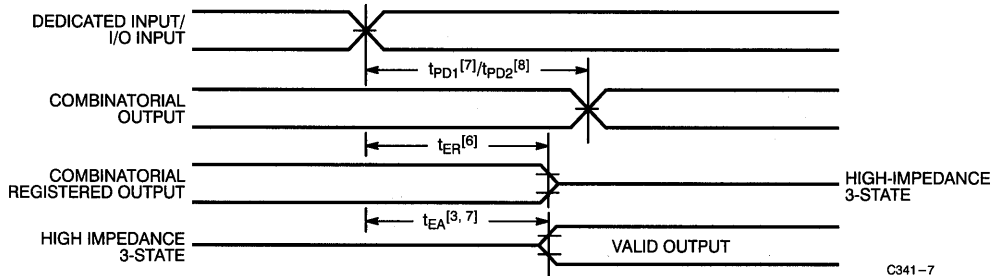 DEDICATED INPUT/
I/O INPUT
tPD1[7]/tPD2[8]
COMBINATORIAL
OUTPUT
tER[6]
COMBINATORIAL
REGISTERED OUTPUT
HIGH-IMPEDANCE
3-STATE
tEA[3, 7]
HIGH IMPEDANCE
3-STATE
VALID OUTPUT
C341–7